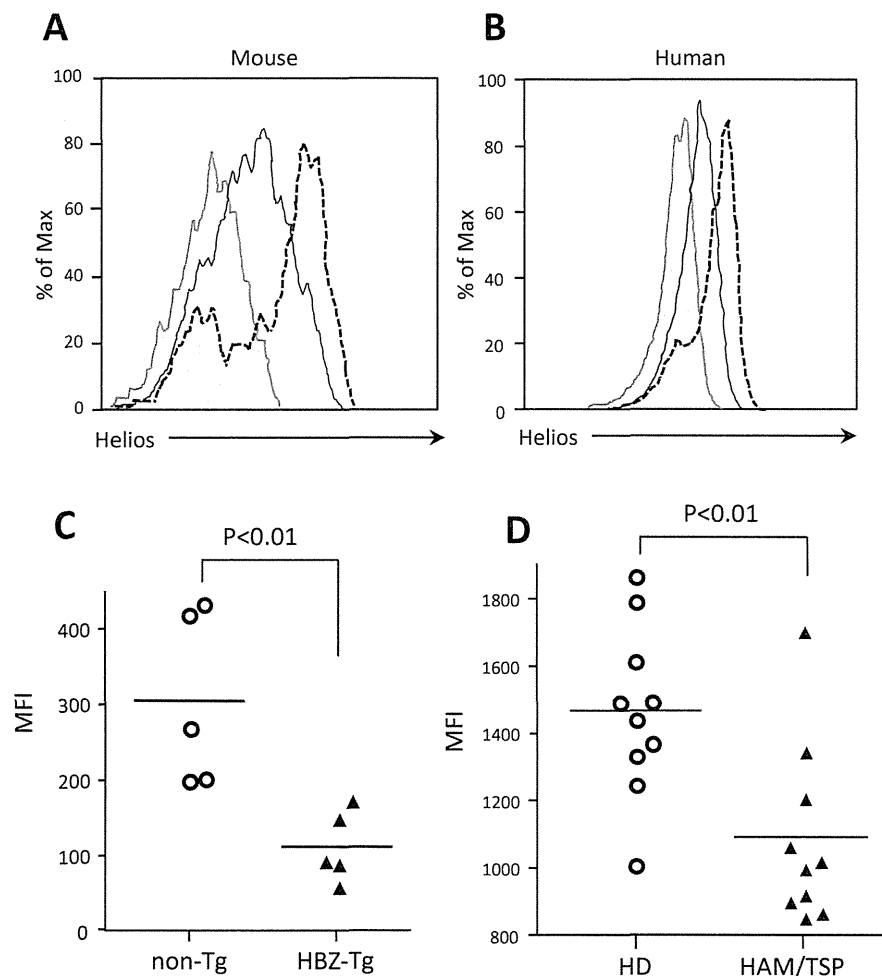 A
Mouse
100
80
60
40
20
0
% of Max
Helios
B
Human
100
80
60
40
20
0
% of Max
Helios
C
P<0.01
400
300
200
100
0
MFI
non-Tg
HBZ-Tg
D
P<0.01
1800
1600
1400
1200
1000
800
MFI
HD
HAM/TSP